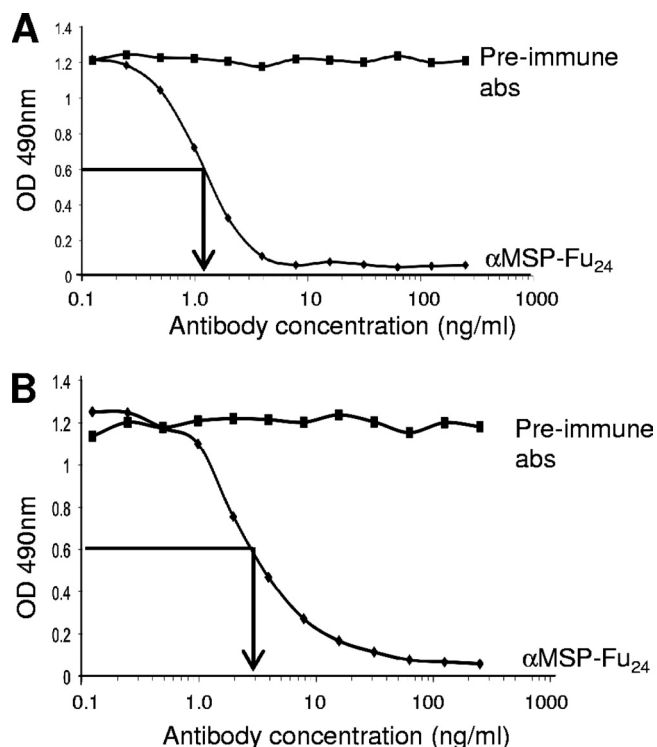 A
1.4
1.2
1
0.8
0.6
0.4
0.2
0
OD 490nm
Pre-immune
abs
αMSP-Fu24
0.1
1.0
10
100
1000
Antibody concentration (ng/ml)
B
1.4
1.2
1
0.8
0.6
0.4
0.2
0
OD 490nm
Pre-immune
abs
αMSP-Fu24
0.1
1.0
10
100
1000
Antibody concentration (ng/ml)